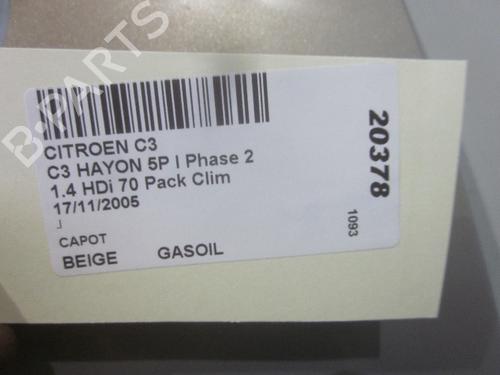 CITROEN C3
C3 HAYON 5P I Phase 2
1.4 HDi 70 Pack Clim
17/11/2005
J
CAPOT
BEIGE GASOIL
20378
1093
B-PARTS